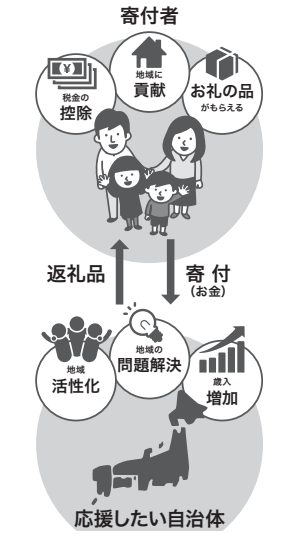 寄付者
¥
税金の
控除
地域に
貢献
お礼の品
がもらえる
返礼品
寄付
(お金)
地域
活性化
地域の
問題解決
歳入
増加
応援したい自治体